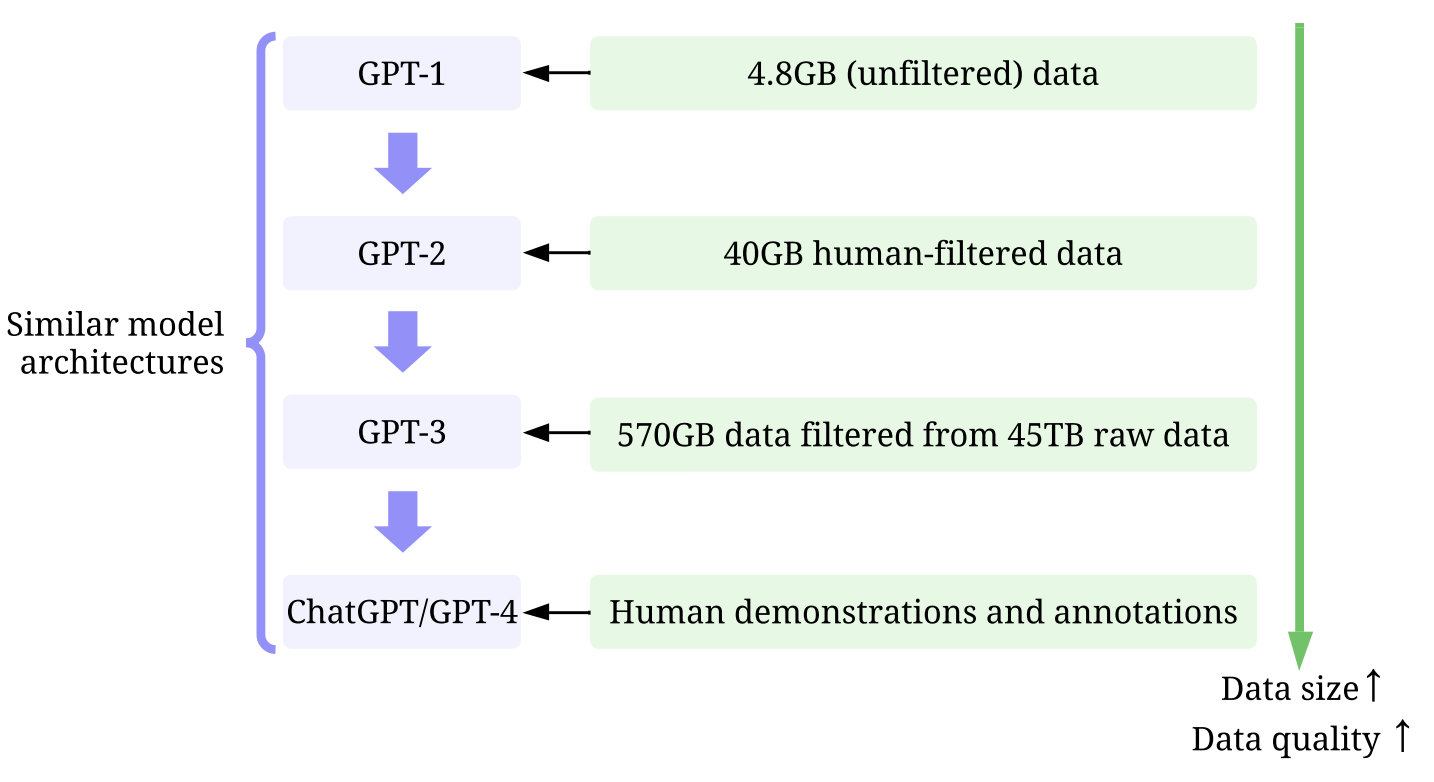 GPT-1
4.8GB (unfiltered) data
GPT-2
40GB human-filtered data
Similar model
architectures
GPT-3
570GB data filtered from 45TB raw data
ChatGPT/GPT-4
Human demonstrations and annotations
Data size↑
Data quality ↑